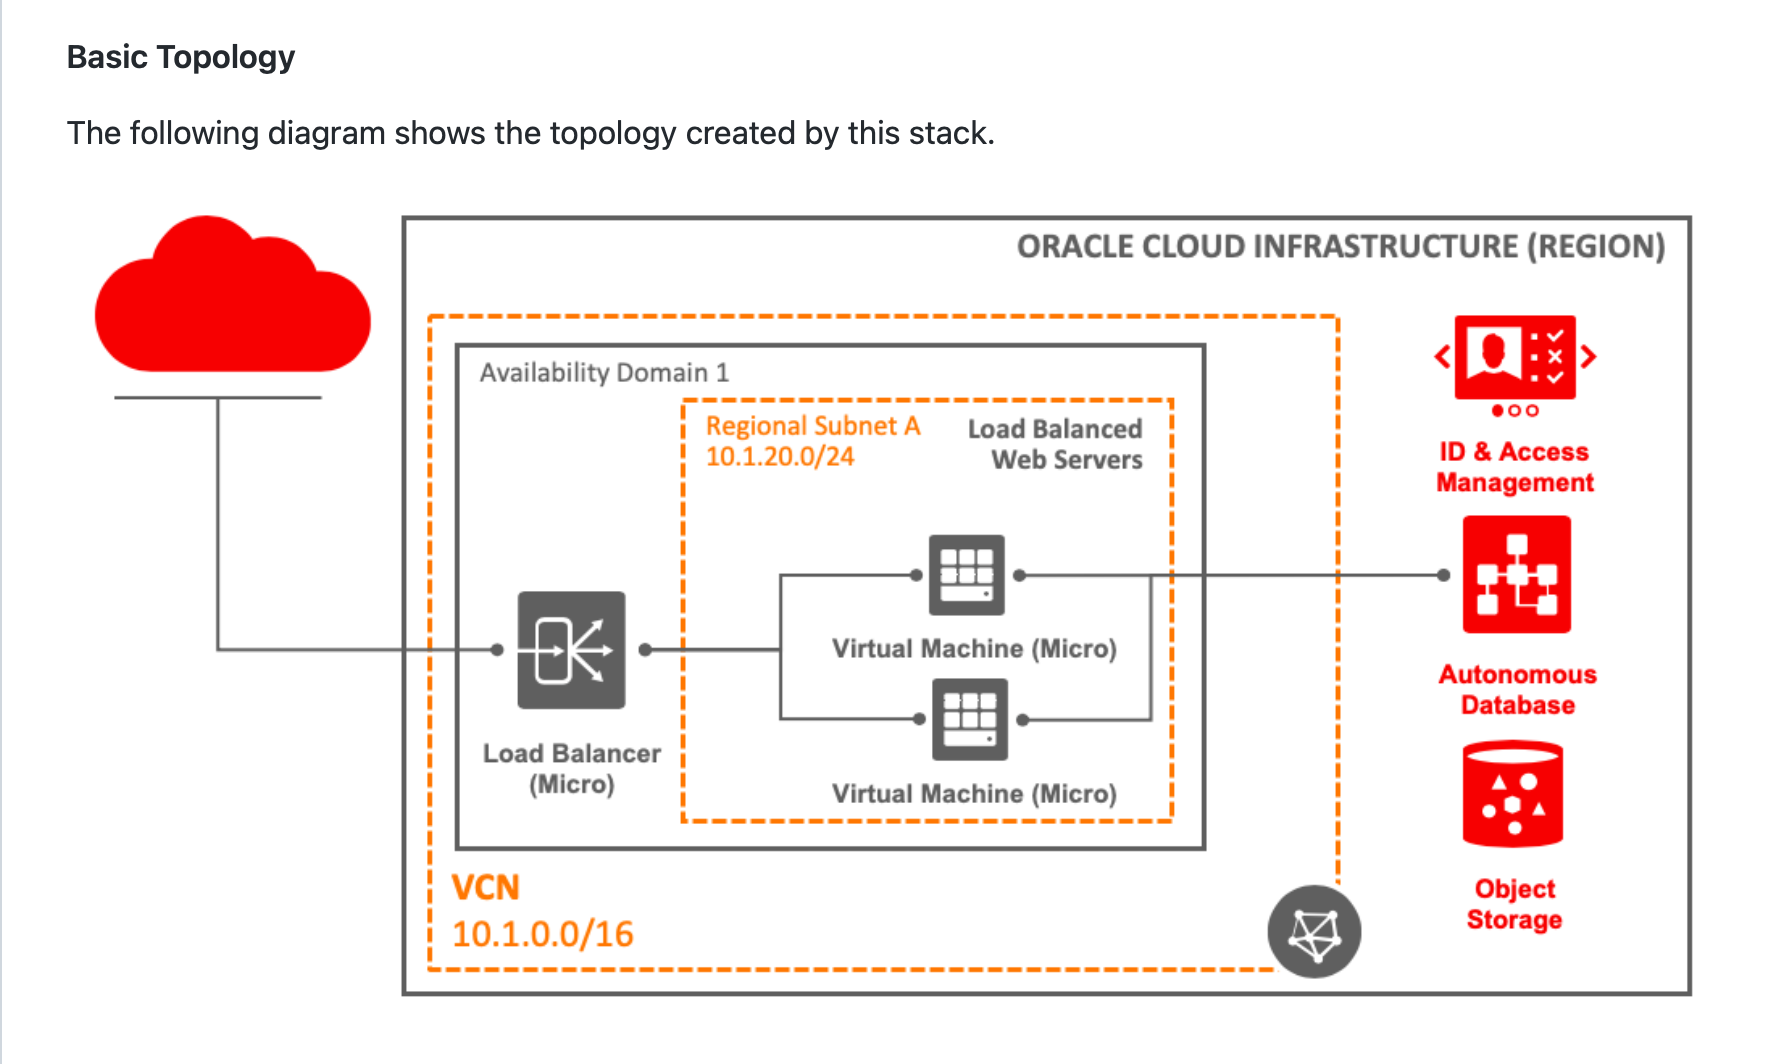 Basic Topology
The following diagram shows the topology created by this stack.
ORACLE CLOUD INFRASTRUCTURE (REGION)
Availability Domain 1
Regional Subnet A
10.1.20.0/24
Load Balanced
Web Servers
ID & Access
Management
Virtual Machine (Micro)
Autonomous
Database
Load Balancer
(Micro)
Virtual Machine (Micro)
Object
Storage
VCN
10.1.0.0/16